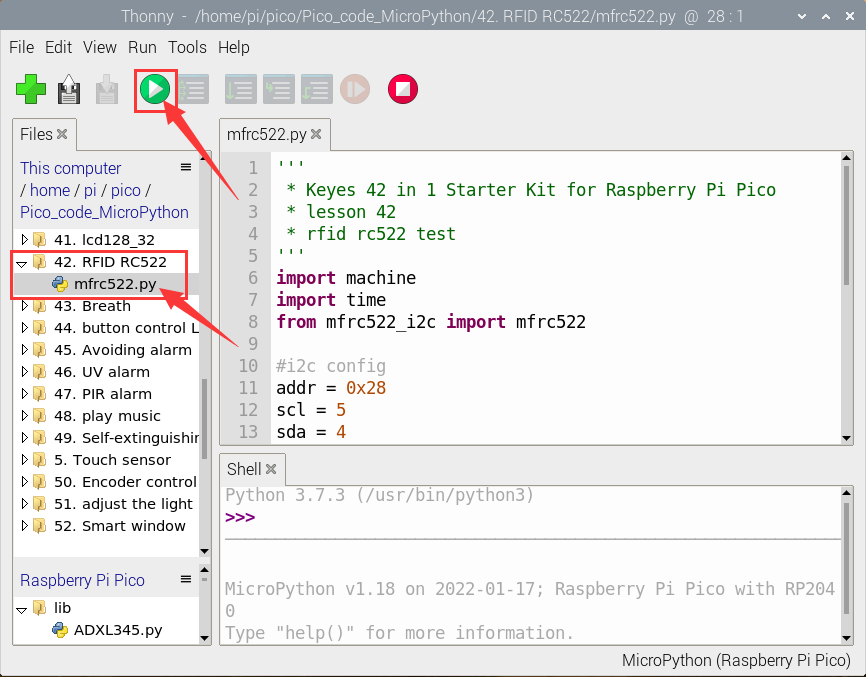 Thonny - /home/pi/pico/Pico_code_MicroPython/42. RFID RC522/mfrc522.py @ 28 : 1
File Edit View Run Tools Help
Files
This computer
/ home / pi / pico /
Pico_code_MicroPython
41. lcd128_32
42. RFID RC522
mfrc522.py
43. Breath
44. button control L
45. Avoiding alarm
46. UV alarm
47. PIR alarm
48. play music
49. Self-extinguishin
5. Touch sensor
50. Encoder control
51. adjust the light
52. Smart window
Raspberry Pi Pico
lib
ADXL345.py
mfrc522.py
1 '''
2 * Keyes 42 in 1 Starter Kit for Raspberry Pi Pico
3 * lesson 42
4 * rfid rc522 test
5 '''
6 import machine
7 import time
8 from mfrc522_i2c import mfrc522
9
10 #i2c config
11 addr = 0x28
12 scl = 5
13 sda = 4
Shell
Python 3.7.3 (/usr/bin/python3)
>>>
MicroPython v1.18 on 2022-01-17; Raspberry Pi Pico with RP204
0
Type "help()" for more information.
MicroPython (Raspberry Pi Pico)